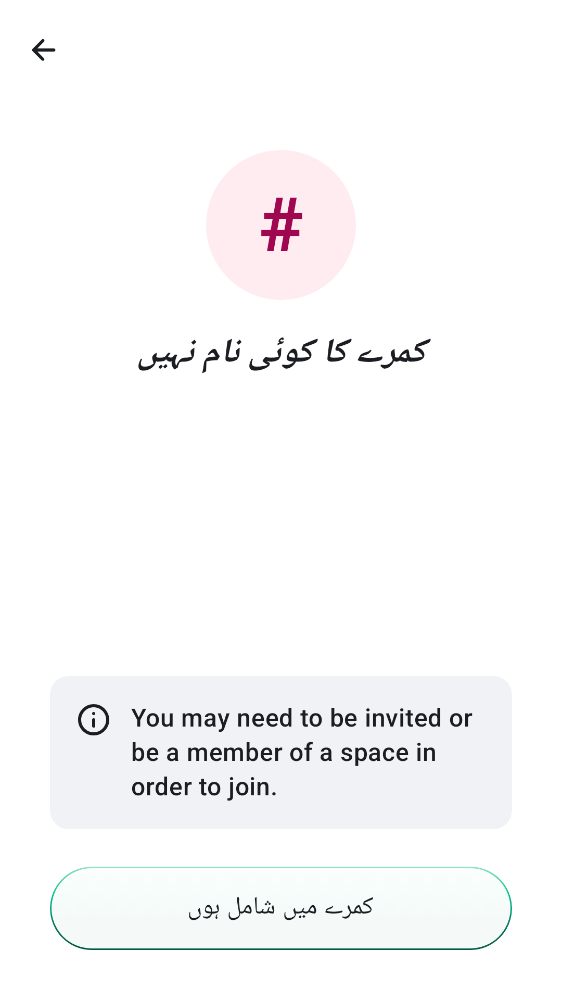 #
کمرے کا کوئی نام نہیں
You may need to be invited or
be a member of a space in
order to join.
کمرے میں شامل ہوں